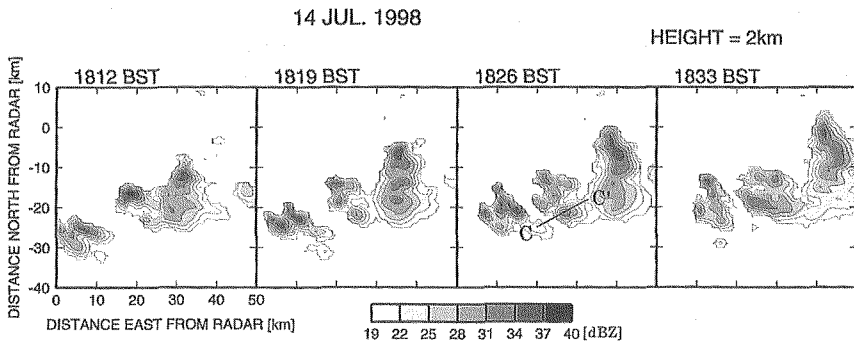 14 JUL. 1998
HEIGHT = 2km
1812 BST 1819 BST 1826 BST 1833 BST
DISTANCE NORTH FROM RADAR [km]
10
0
-10
-20
-30
-40
C C'
0 10 20 30 40 50
DISTANCE EAST FROM RADAR [km]
19 22 25 28 31 34 37 40 [dBZ]